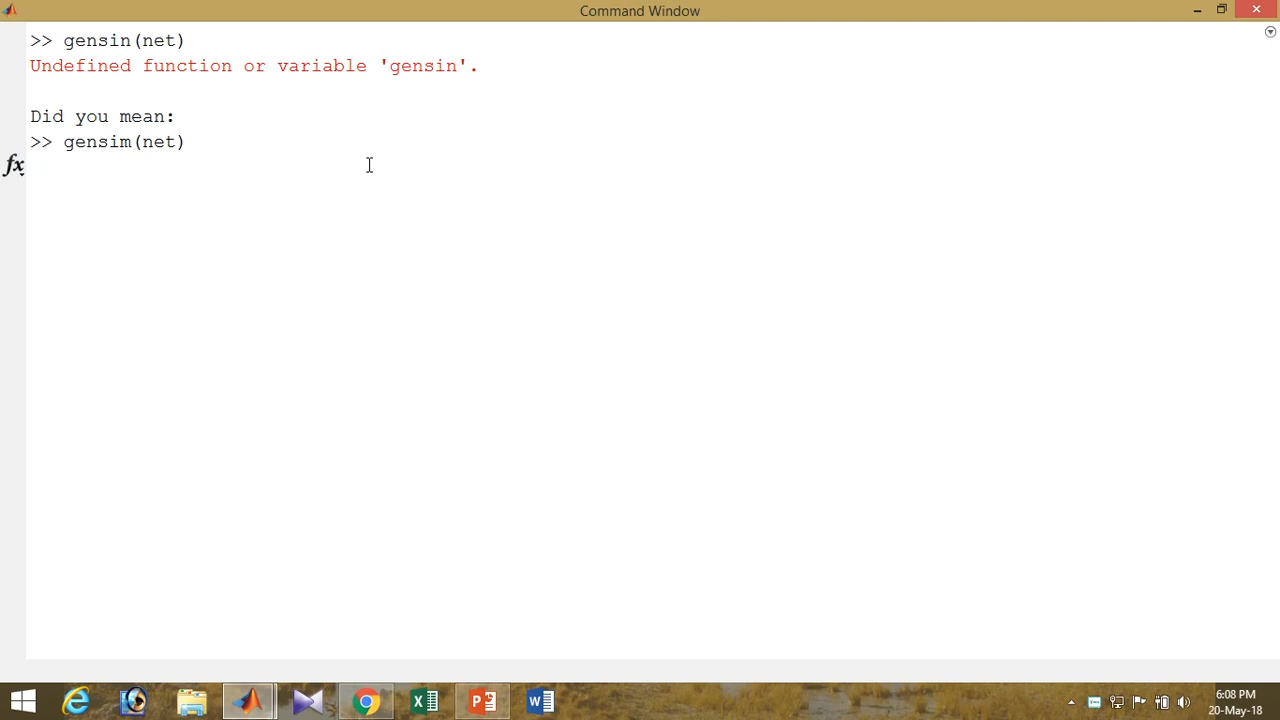 Command Window
>> gensin(net)
Undefined function or variable 'gensin'.
Did you mean:
>> gensim(net)
fx
6:08 PM
20-May-18